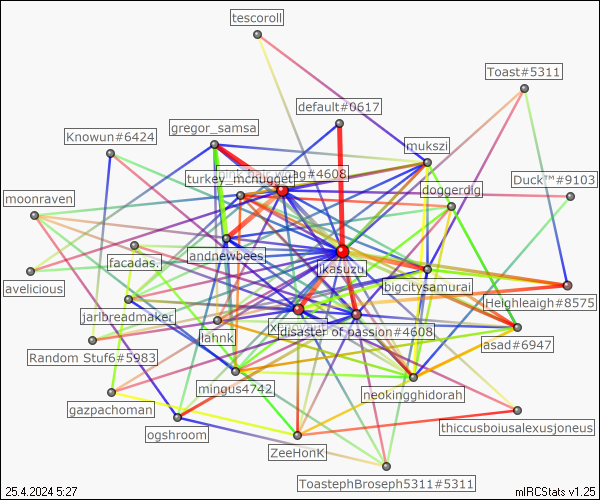 tescoroll
Toast#5311
default#0617
gregor_samsa
Knowun#6424
mukszi
turkey_mcnugget
#4608
Duck™#9103
doggerdig
moonraven
andnewbees
facadas.
ikasuzu
avelicious
bigcitysamurai
Heighleaigh#8575
jarlbreadmaker
lahnk
disaster of passion#4608
asad#6947
Random Stuf6#5983
mingus4742
neokingghidorah
gazpachoman
ogshroom
thiccusboiusalexusjoneus
ZeeHonK
ToastephBroseph5311#5311
25.4.2024 5:27
mIRCStats v1.25